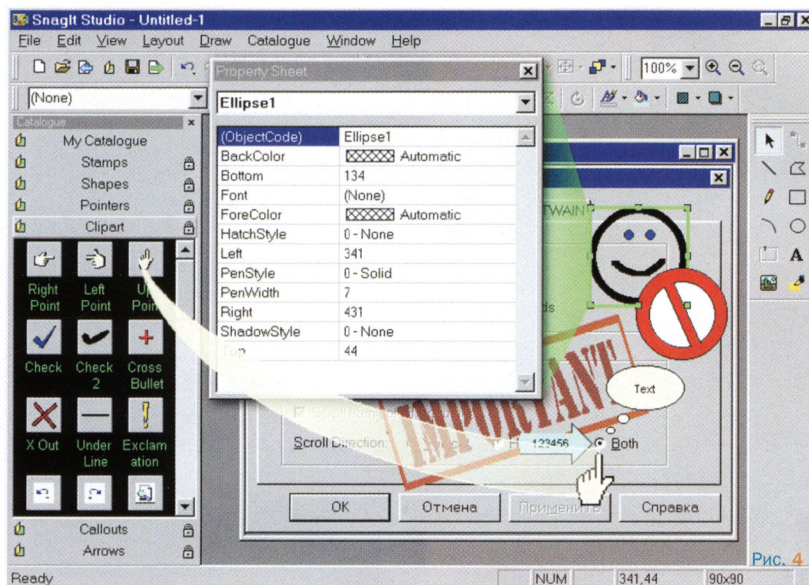 SnagIt Studio - Untitled-1
File Edit View Layout Draw Catalogue Window Help
100%
(None)
Property Sheet
Ellipse1
(ObjectCode) Ellipse1
BackColor Automatic
Bottom 134
Font (None)
ForeColor Automatic
HatchStyle 0 - None
Left 341
PenStyle 0 - Solid
PenWidth 7
Right 431
ShadowStyle 0 - None
Top 44
Catalogue
My Catalogue
Stamps
Shapes
Pointers
Clipart
Right Point
Left Point
Up Point
Check
Check 2
Cross Bullet
X Out
Under Line
Exclam ation
Callouts
Arrows
TWAIN
ds
IMPORTANT
Text
Scroll Direction:
123456
Both
OK
Отмена
Применить
Справка
A
Рис. 4
Ready
NUM
341,44
90x90